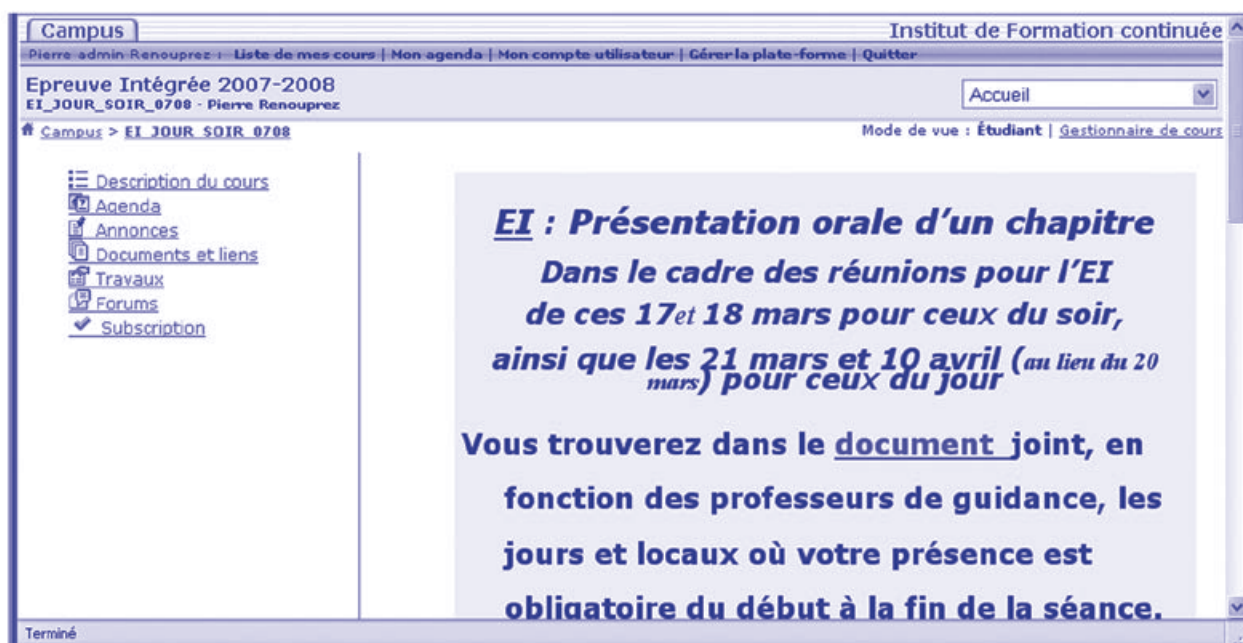 Campus
Institut de Formation continuée
Pierre admin Renouprez : Liste de mes cours | Mon agenda | Mon compte utilisateur | Gérer la plate-forme | Quitter
Epreuve Intégrée 2007-2008
EI_JOUR_SOIR_0708 - Pierre Renouprez
Accueil
Campus > EI_JOUR_SOIR_0708
Mode de vue : Étudiant | Gestionnaire de cours
Description du cours
Agenda
Annonces
Documents et liens
Travaux
Forums
Subscription
EI : Présentation orale d'un chapitre
Dans le cadre des réunions pour l'EI
de ces 17et 18 mars pour ceux du soir,
ainsi que les 21 mars et 10 avril (au lieu du 20
mars) pour ceux du jour
Vous trouverez dans le document joint, en
fonction des professeurs de guidance, les
jours et locaux où votre présence est
obligatoire du début à la fin de la séance.
Terminé